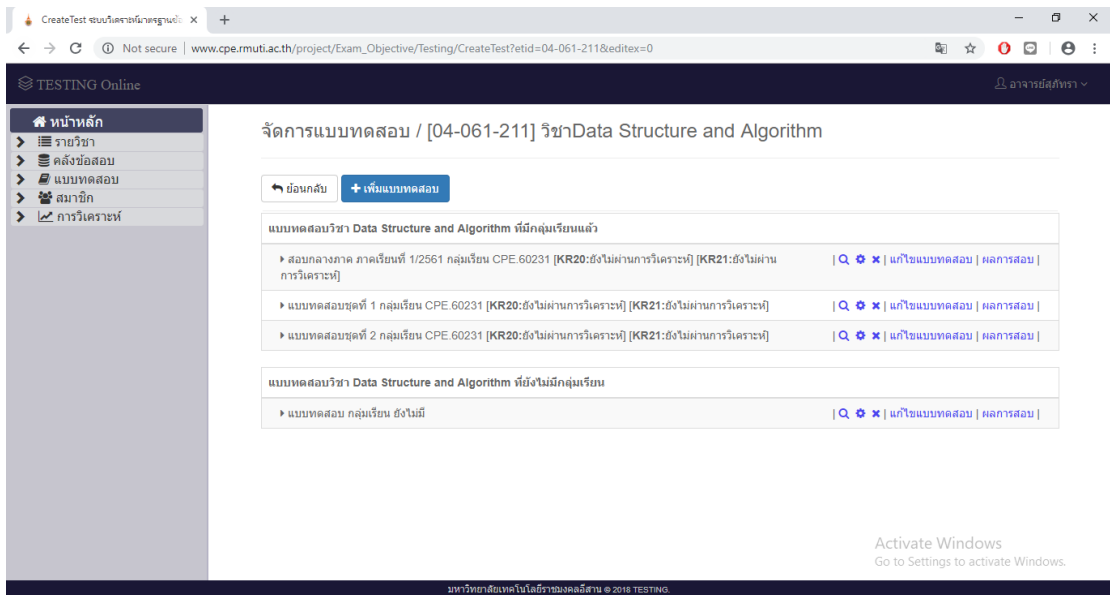 CreateTest ระบบวิเคราะห์มาตรฐานข้อ
Not secure | www.cpe.rmuti.ac.th/project/Exam_Objective/Testing/CreateTest?etid=04-061-211&editex=0
TESTING Online
อาจารย์สุภัทรา
หน้าหลัก
รายวิชา
คลังข้อสอบ
แบบทดสอบ
สมาชิก
การวิเคราะห์
จัดการแบบทดสอบ / [04-061-211] วิชาData Structure and Algorithm
ย้อนกลับ
เพิ่มแบบทดสอบ
แบบทดสอบวิชา Data Structure and Algorithm ที่มีกลุ่มเรียนแล้ว
สอบกลางภาค ภาคเรียนที่ 1/2561 กลุ่มเรียน CPE.60231 [KR20:ยังไม่ผ่านการวิเคราะห์] [KR21:ยังไม่ผ่าน
การวิเคราะห์]
| แก้ไขแบบทดสอบ | ผลการสอบ |
แบบทดสอบชุดที่ 1 กลุ่มเรียน CPE.60231 [KR20:ยังไม่ผ่านการวิเคราะห์] [KR21:ยังไม่ผ่านการวิเคราะห์]
| แก้ไขแบบทดสอบ | ผลการสอบ |
แบบทดสอบชุดที่ 2 กลุ่มเรียน CPE.60231 [KR20:ยังไม่ผ่านการวิเคราะห์] [KR21:ยังไม่ผ่านการวิเคราะห์]
| แก้ไขแบบทดสอบ | ผลการสอบ |
แบบทดสอบวิชา Data Structure and Algorithm ที่ยังไม่มีกลุ่มเรียน
แบบทดสอบ กลุ่มเรียน ยังไม่มี
| แก้ไขแบบทดสอบ | ผลการสอบ |
Activate Windows
Go to Settings to activate Windows.
มหาวิทยาลัยเทคโนโลยีราชมงคลอีสาน © 2018 TESTING.